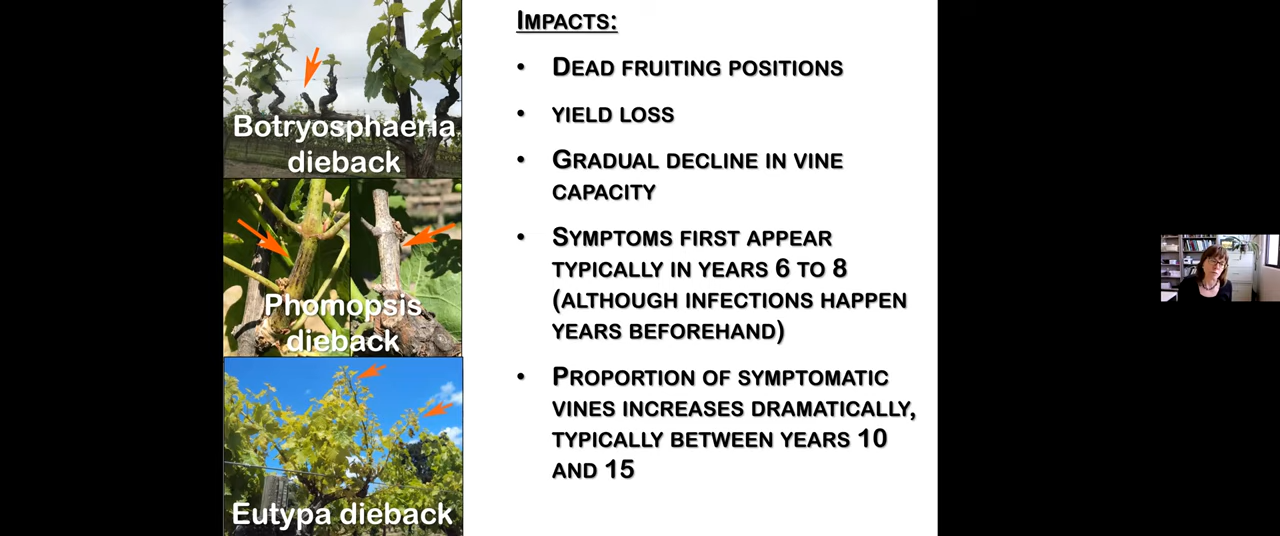 Botryosphaeria
dieback
Phomopsis
dieback
Eutypa dieback
IMPACTS:
• DEAD FRUITING POSITIONS
• YIELD LOSS
• GRADUAL DECLINE IN VINE
CAPACITY
• SYMPTOMS FIRST APPEAR
TYPICALLY IN YEARS 6 TO 8
(ALTHOUGH INFECTIONS HAPPEN
YEARS BEFOREHAND)
• PROPORTION OF SYMPTOMATIC
VINES INCREASES DRAMATICALLY,
TYPICALLY BETWEEN YEARS 10
AND 15